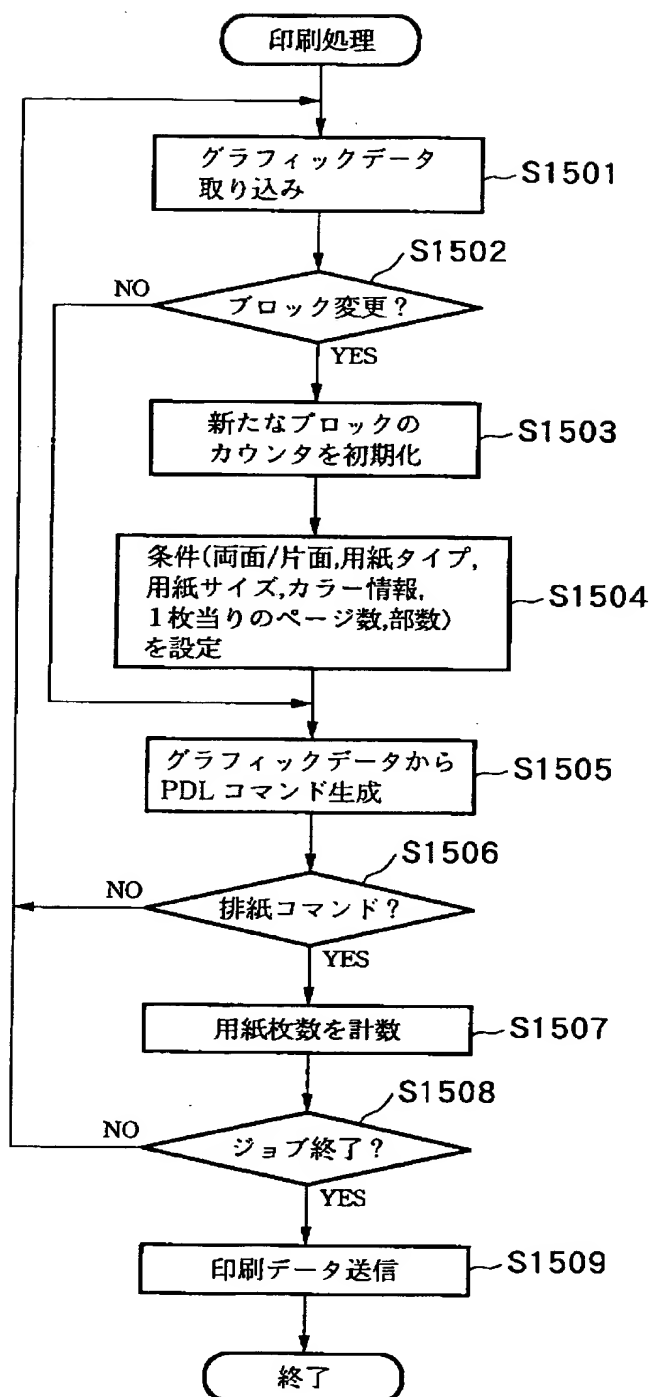 印刷処理
グラフィックデータ
取り込み
S1501
S1502
NO
ブロック変更?
YES
新たなブロックの
カウンタを初期化
S1503
条件(両面/片面,用紙タイプ,
用紙サイズ,カラー情報,
1枚当りのページ数,部数)
を設定
S1504
グラフィックデータから
PDL コマンド生成
S1505
S1506
NO
排紙コマンド?
YES
用紙枚数を計数
S1507
S1508
NO
ジョブ終了?
YES
印刷データ送信
S1509
終了